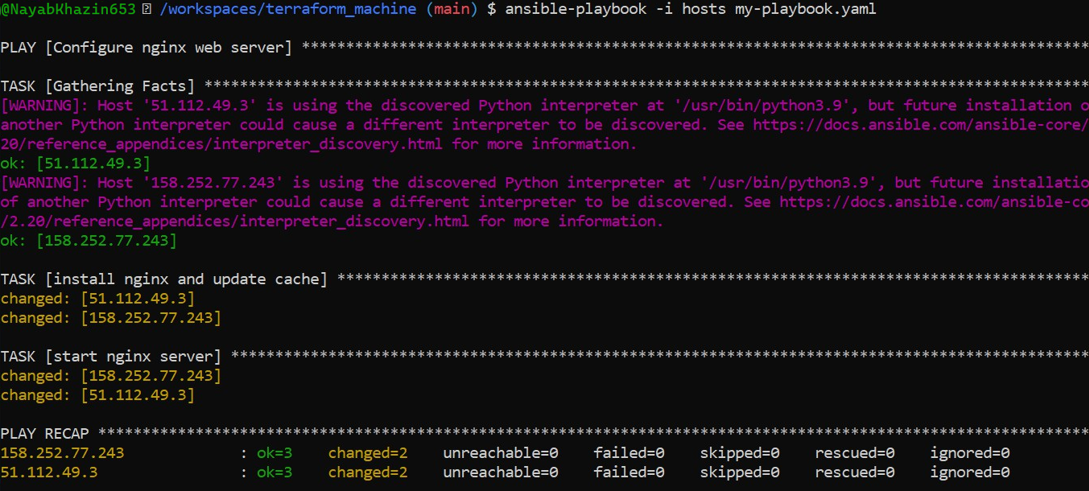 @NayabKhazin653 /workspaces/terraform_machine (main) $ ansible-playbook -i hosts my-playbook.yaml
PLAY [Configure nginx web server] *****************************************************************************************
TASK [Gathering Facts] ****************************************************************************************************
[WARNING]: Host '51.112.49.3' is using the discovered Python interpreter at '/usr/bin/python3.9', but future installation o
another Python interpreter could cause a different interpreter to be discovered. See https://docs.ansible.com/ansible-core/
20/reference_appendices/interpreter_discovery.html for more information.
ok: [51.112.49.3]
[WARNING]: Host '158.252.77.243' is using the discovered Python interpreter at '/usr/bin/python3.9', but future installatio
of another Python interpreter could cause a different interpreter to be discovered. See https://docs.ansible.com/ansible-co
/2.20/reference_appendices/interpreter_discovery.html for more information.
ok: [158.252.77.243]
TASK [install nginx and update cache] *************************************************************************************
changed: [51.112.49.3]
changed: [158.252.77.243]
TASK [start nginx server] *************************************************************************************************
changed: [158.252.77.243]
changed: [51.112.49.3]
PLAY RECAP ****************************************************************************************************************
158.252.77.243 : ok=3 changed=2 unreachable=0 failed=0 skipped=0 rescued=0 ignored=0
51.112.49.3 : ok=3 changed=2 unreachable=0 failed=0 skipped=0 rescued=0 ignored=0